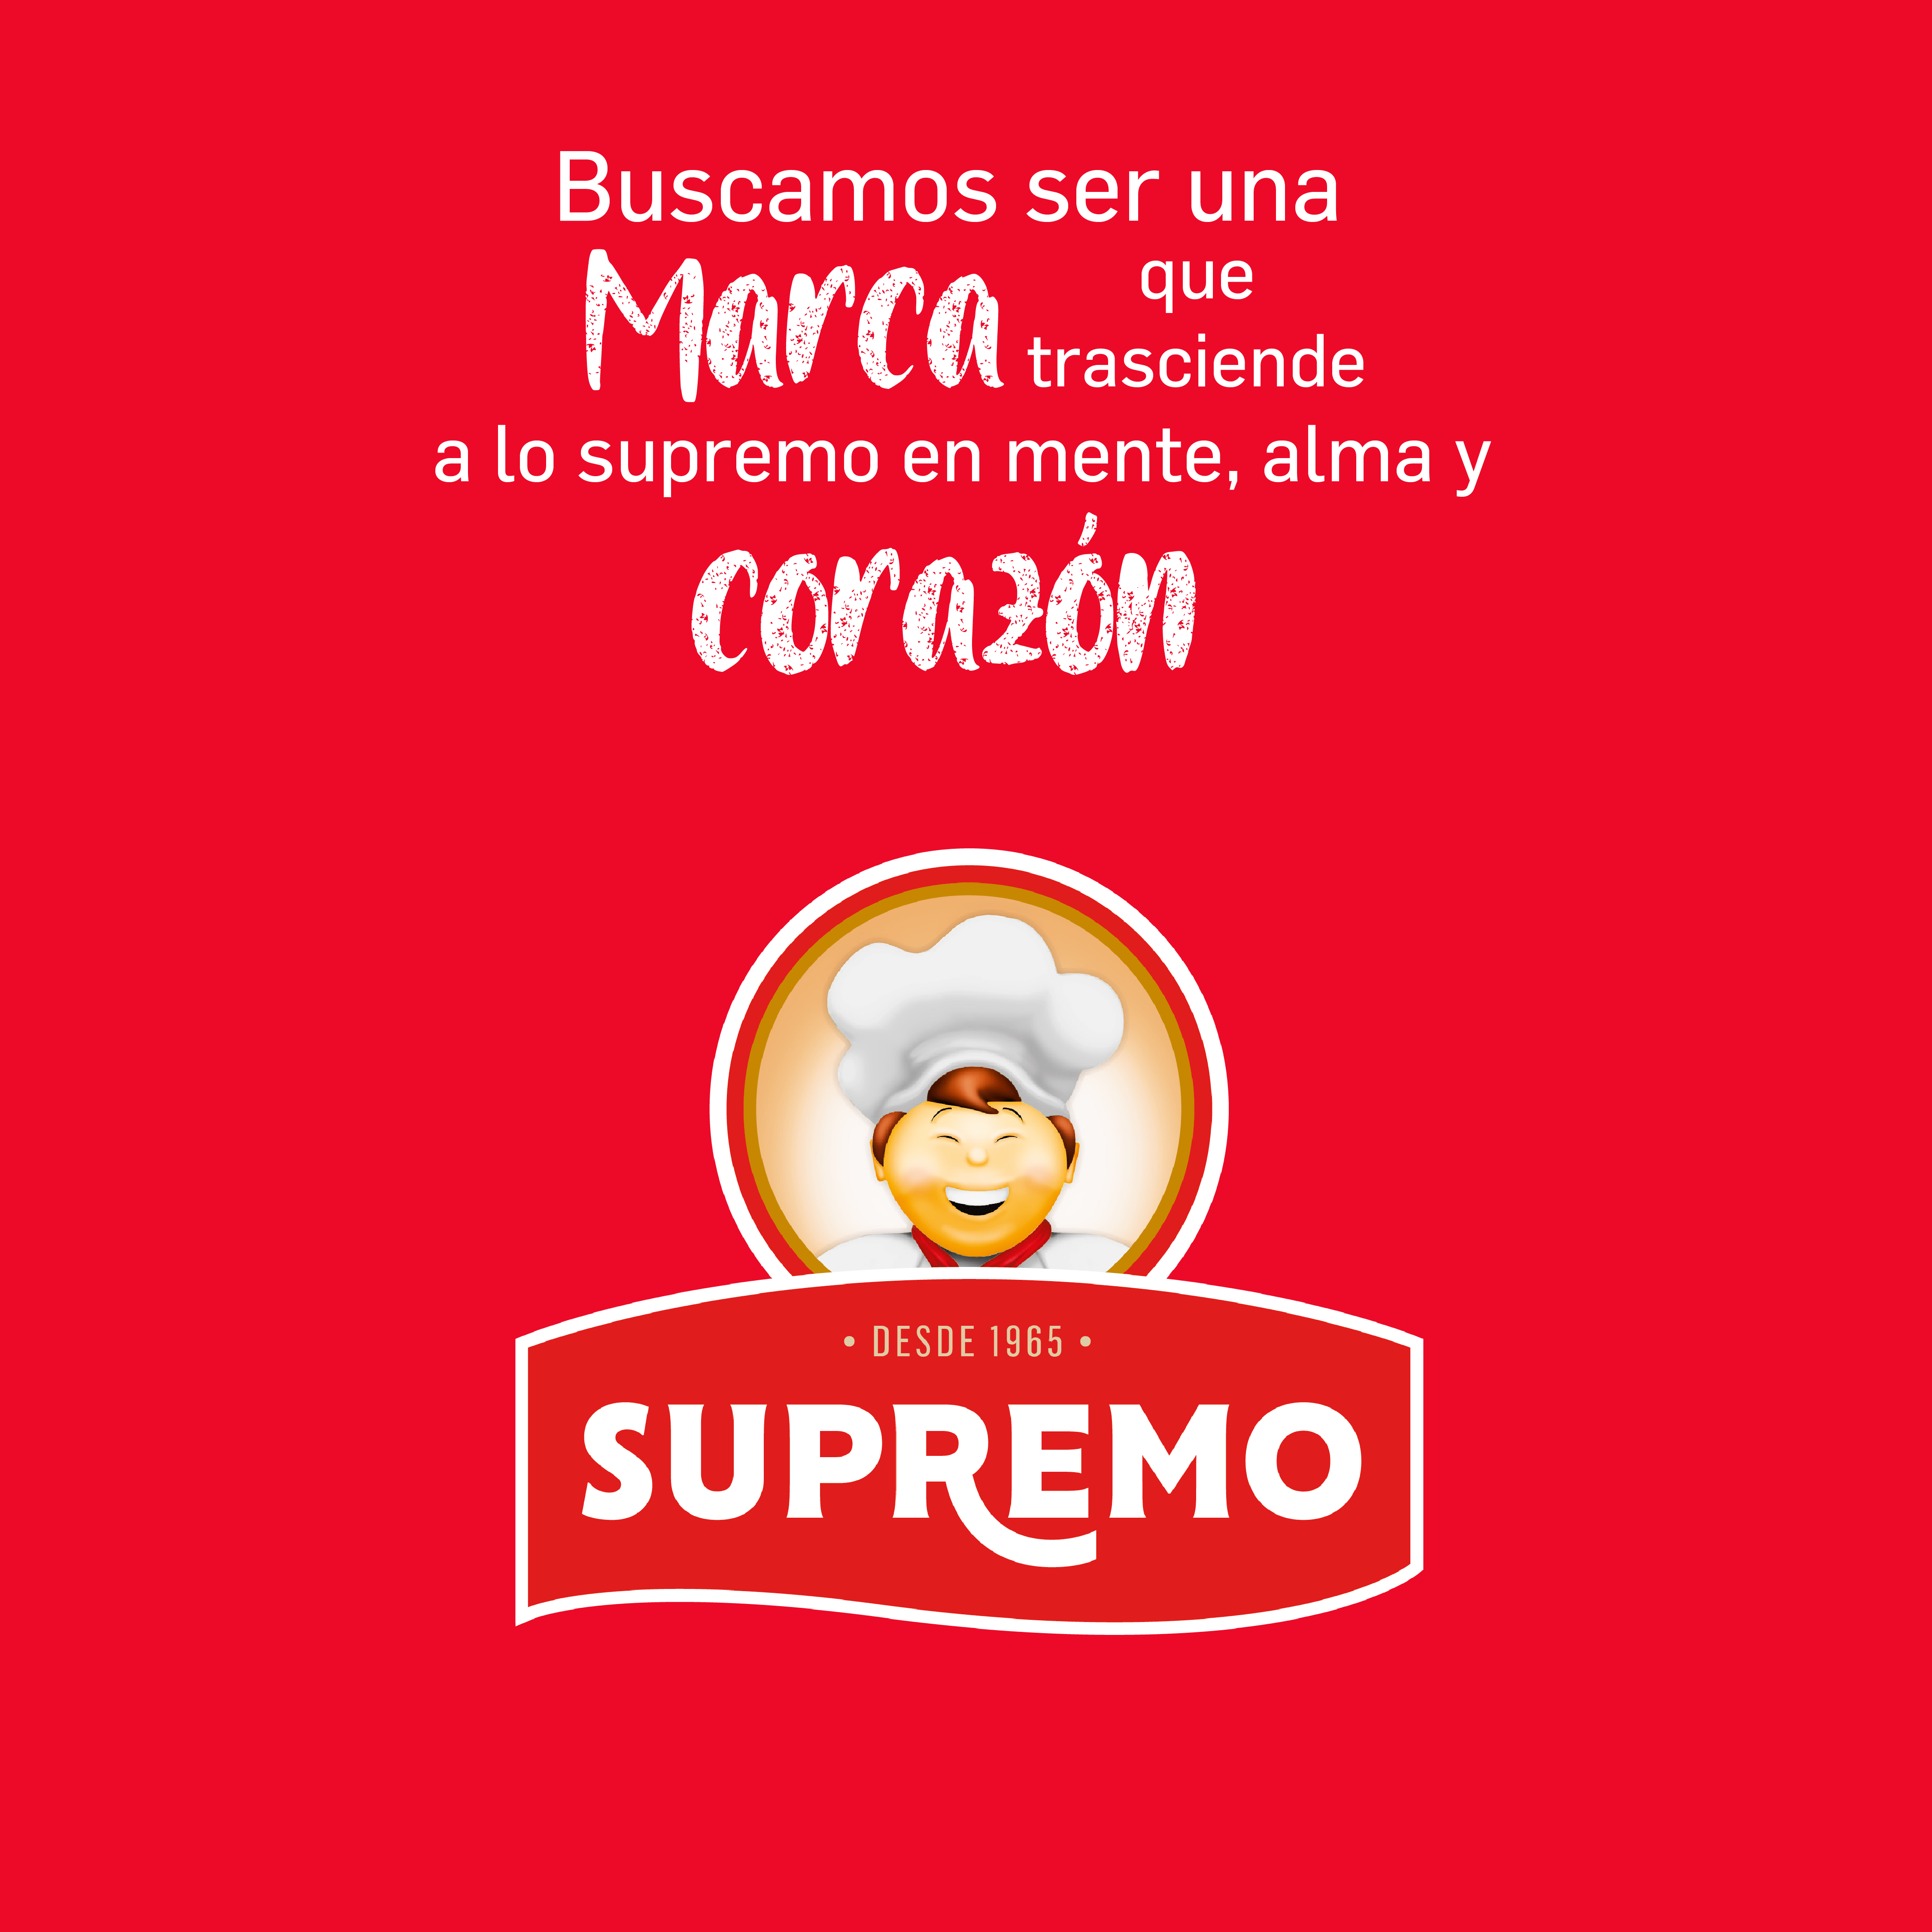 Buscamos ser una
Marca que
trasciende
a lo supremo en mente, alma y
corazón
• DESDE 1965 •
SUPREMO